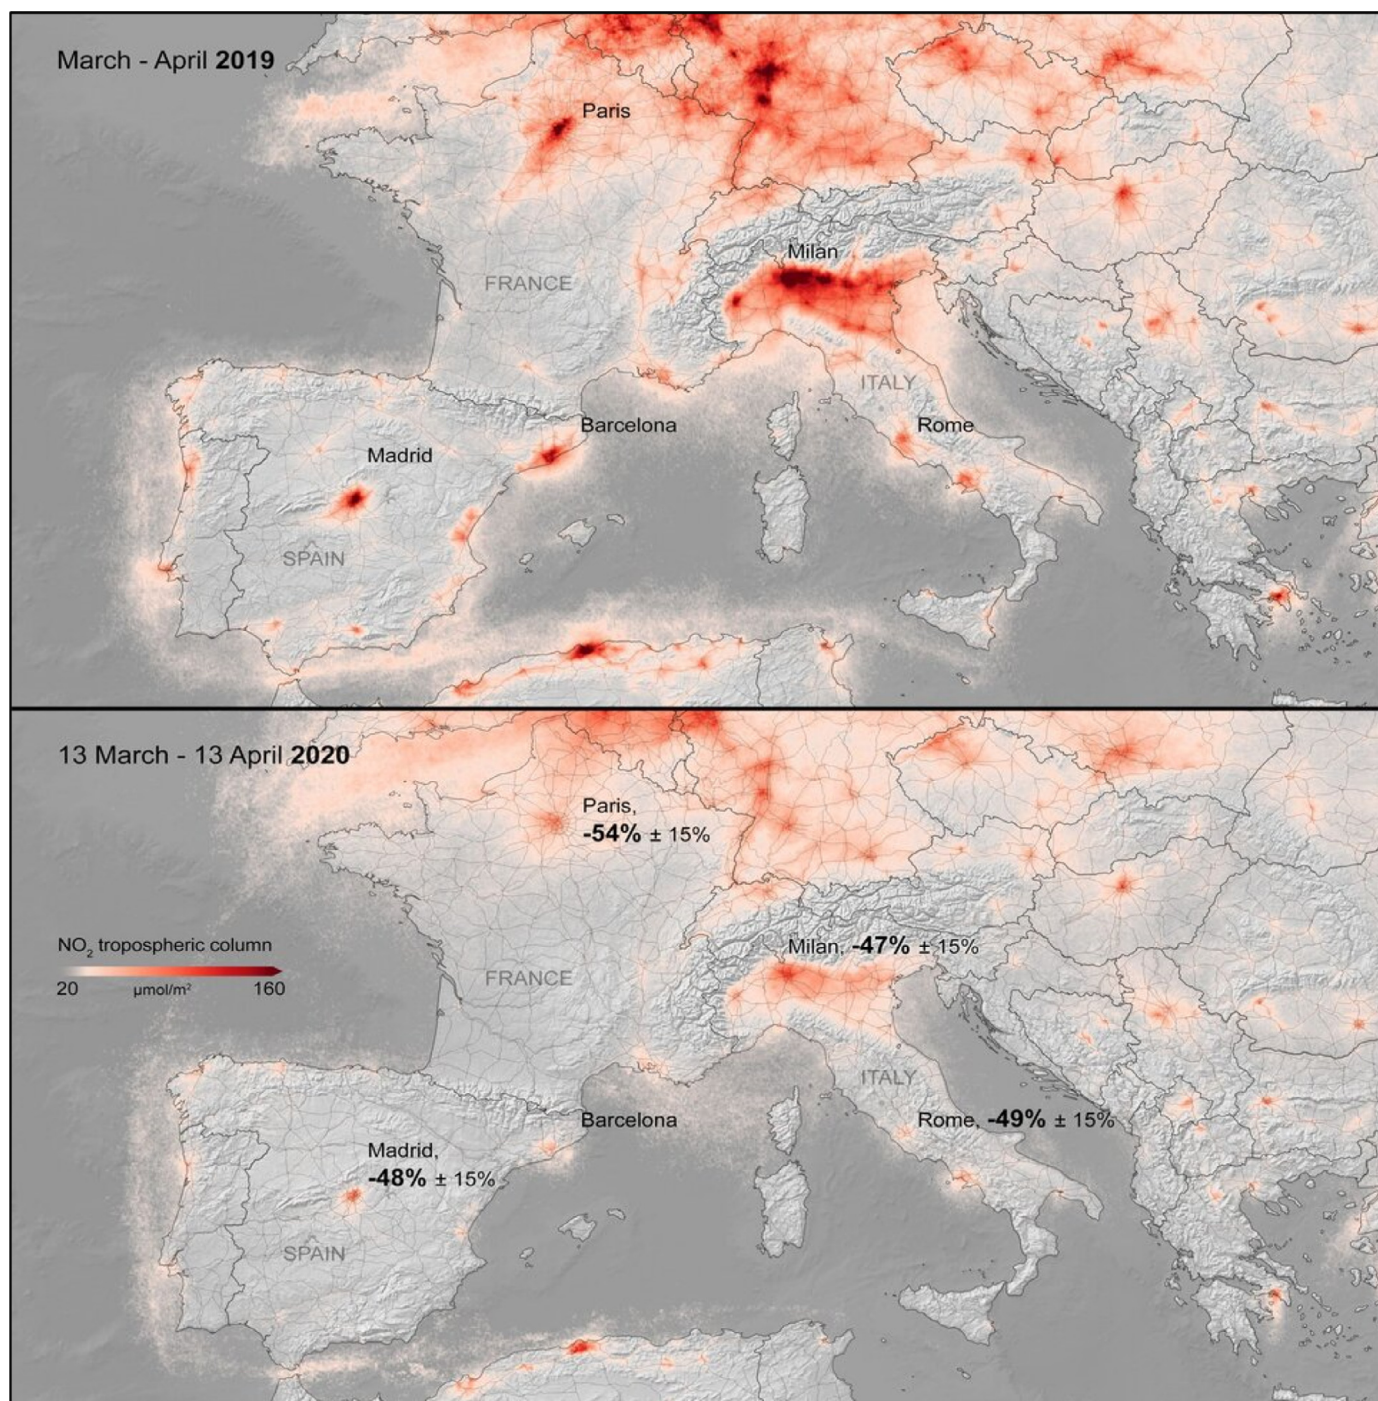 March - April 2019
Paris
Milan
FRANCE
ITALY
Barcelona
Rome
Madrid
SPAIN
13 March - 13 April 2020
Paris,
-54% ± 15%
NO₂ tropospheric column
20 µmol/m² 160
Milan, -47% ± 15%
FRANCE
ITALY
Barcelona
Rome, -49% ± 15%
Madrid,
-48% ± 15%
SPAIN